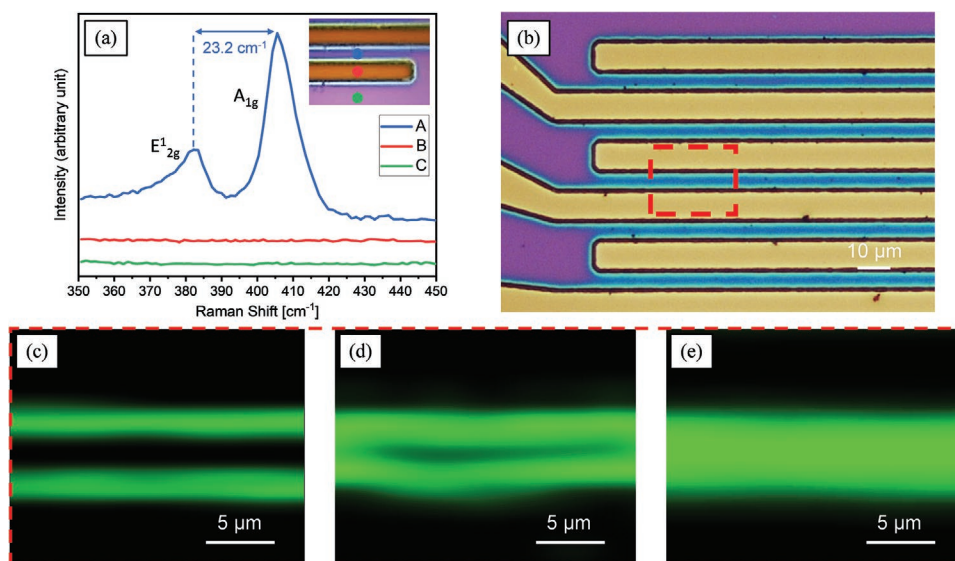 (a)
23.2 cm⁻¹
A₁g
E¹₂g
A
B
C
Intensity (arbitrary unit)
350 360 370 380 390 400 410 420 430 440 450
Raman Shift [cm⁻¹]
(b)
10 µm
(c)
5 µm
(d)
5 µm
(e)
5 µm